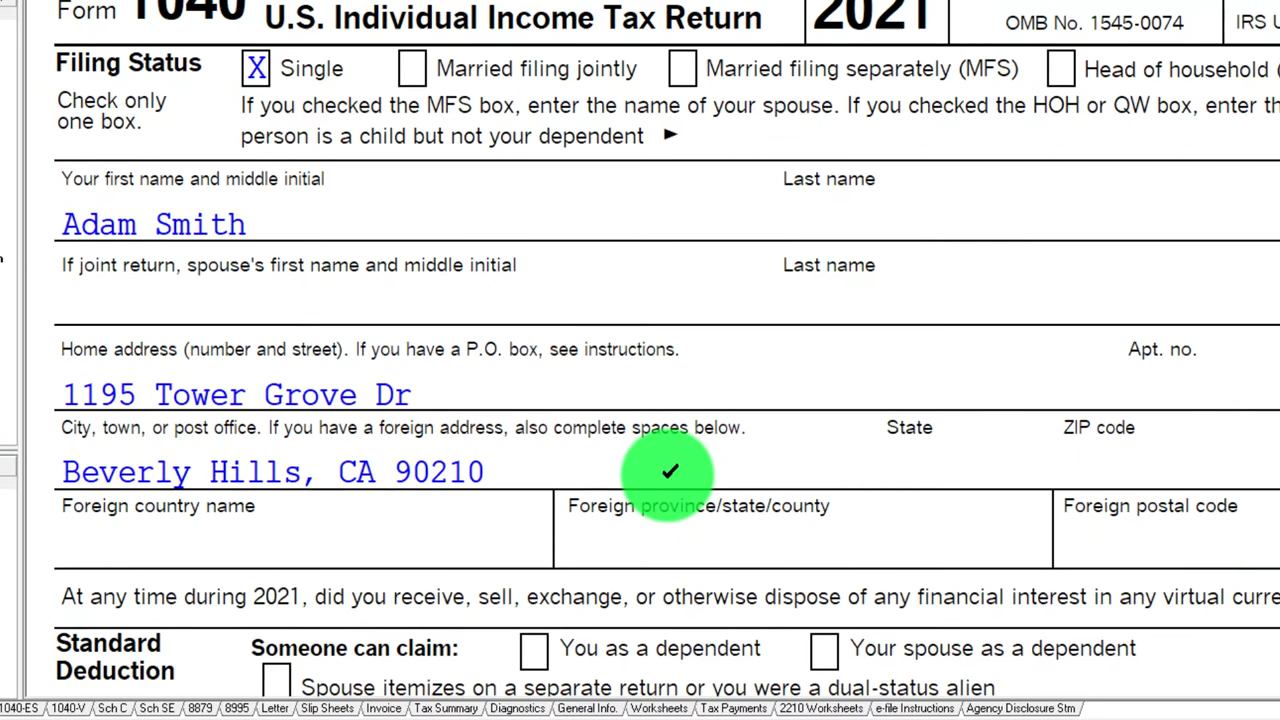 Form 1040 U.S. Individual Income Tax Return 2021 OMB No. 1545-0074 IRS U
Filing Status X Single Married filing jointly Married filing separately (MFS) Head of household (
Check only one box.
If you checked the MFS box, enter the name of your spouse. If you checked the HOH or QW box, enter the
person is a child but not your dependent ►
Your first name and middle initial Last name
Adam Smith
If joint return, spouse's first name and middle initial Last name
Home address (number and street). If you have a P.O. box, see instructions. Apt. no.
1195 Tower Grove Dr
City, town, or post office. If you have a foreign address, also complete spaces below. State ZIP code
Beverly Hills, CA 90210
Foreign country name Foreign province/state/county Foreign postal code
At any time during 2021, did you receive, sell, exchange, or otherwise dispose of any financial interest in any virtual curre
Standard Deduction
Someone can claim: You as a dependent Your spouse as a dependent
Spouse itemizes on a separate return or you were a dual-status alien
1040-ES 1040-V Sch C Sch SE 8879 8995 Letter Slip Sheets Invoice Tax Summary Diagnostics General Info. Worksheets Tax Payments 2210 Worksheets e-file Instructions Agency Disclosure Stm